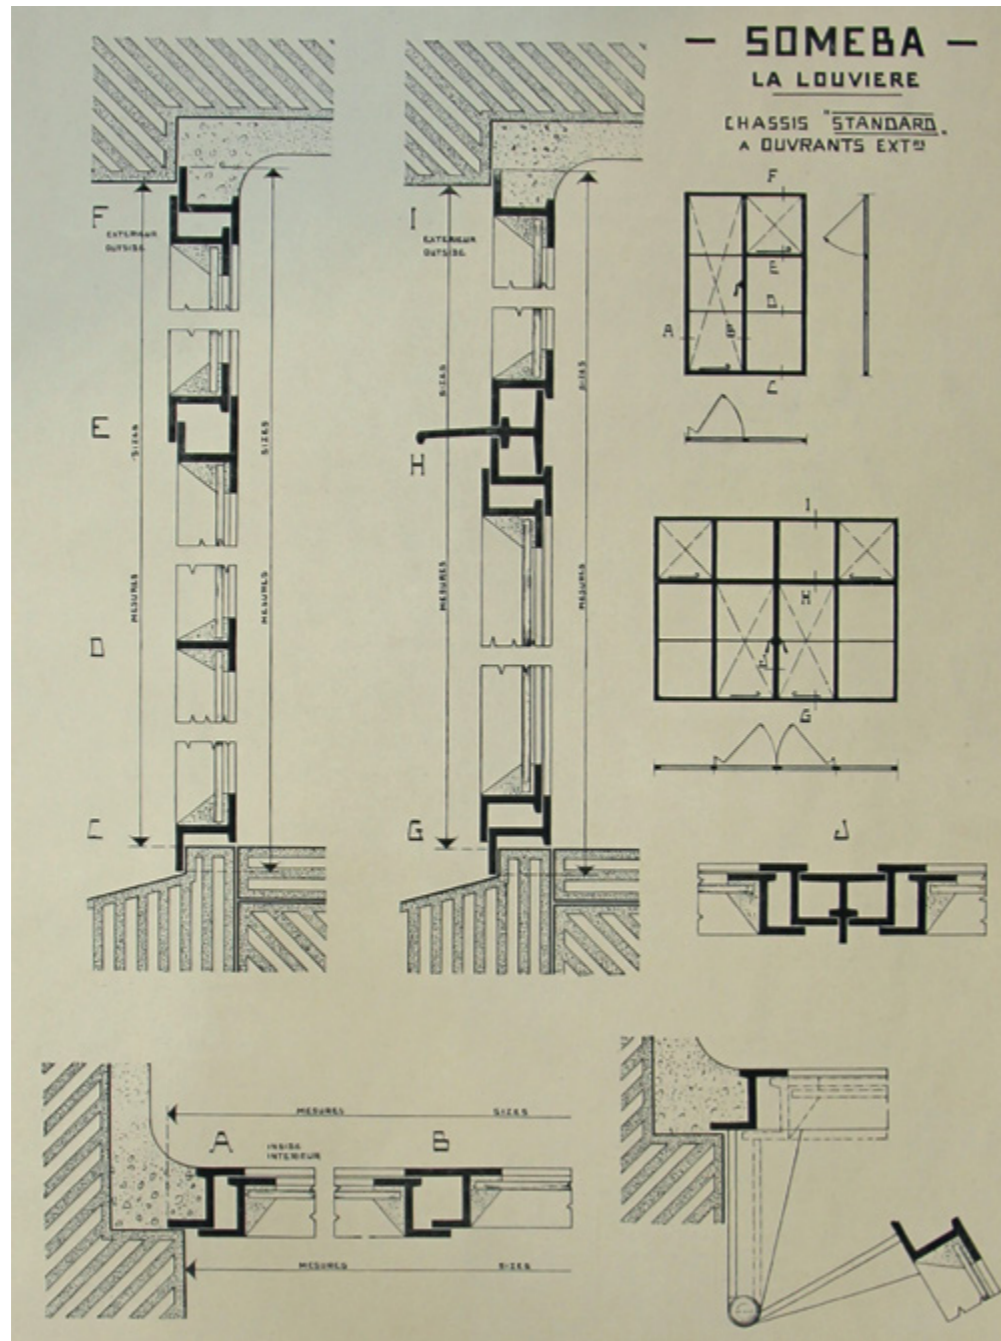 — SOMEBA —
LA LOUVIERE
CHASSIS "STANDARD"
A OUVRANTS EXTRS
F
EXTERIEUR
OUTSIDE
I
EXTERIEUR
OUTSIDE
F
E
D
A
B
C
E
SIZES
SIZES
SIZES
SIZES
H
MESURES
MESURES
MESURES
MESURES
D
I
H
J
G
C
G
J
MESURES
SIZES
A
INSIDE
INTERIEUR
B
MESURES
SIZES